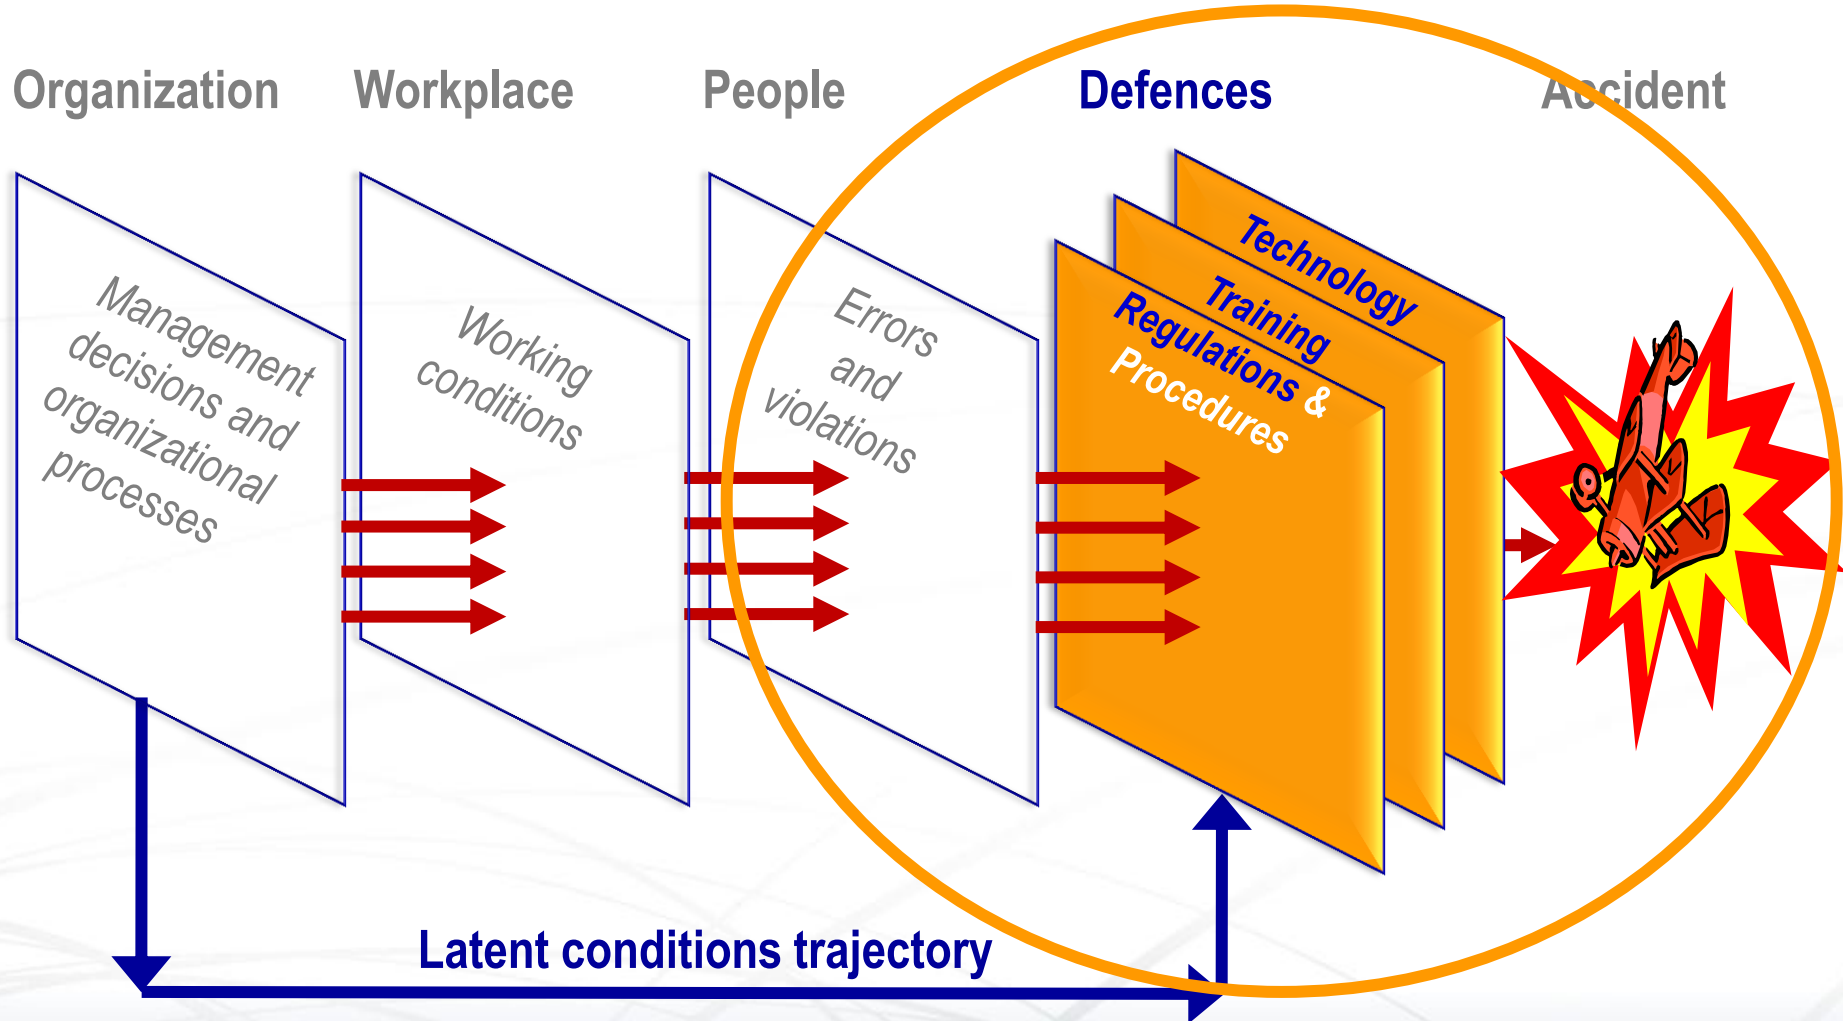 Organization
Workplace
People
Defences
Accident
Management
decisions and
organizational
processes
Working
conditions
Errors
and
violations
Technology
Training
Regulations &
Procedures
Latent conditions trajectory